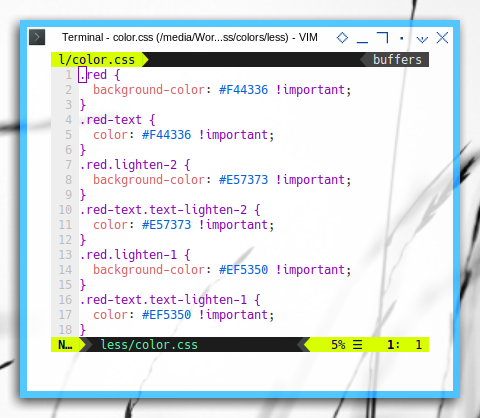 Terminal - color.css (/media/Wor...ss/colors/less) - VIM
l/color.css buffers
1 .red {
2 background-color: #F44336 !important;
3 }
4 .red-text {
5 color: #F44336 !important;
6 }
7 .red.lighten-2 {
8 background-color: #E57373 !important;
9 }
10 .red-text.text-lighten-2 {
11 color: #E57373 !important;
12 }
13 .red.lighten-1 {
14 background-color: #EF5350 !important;
15 }
16 .red-text.text-lighten-1 {
17 color: #EF5350 !important;
18 }
N… less/color.css 5% ☰ 1: 1